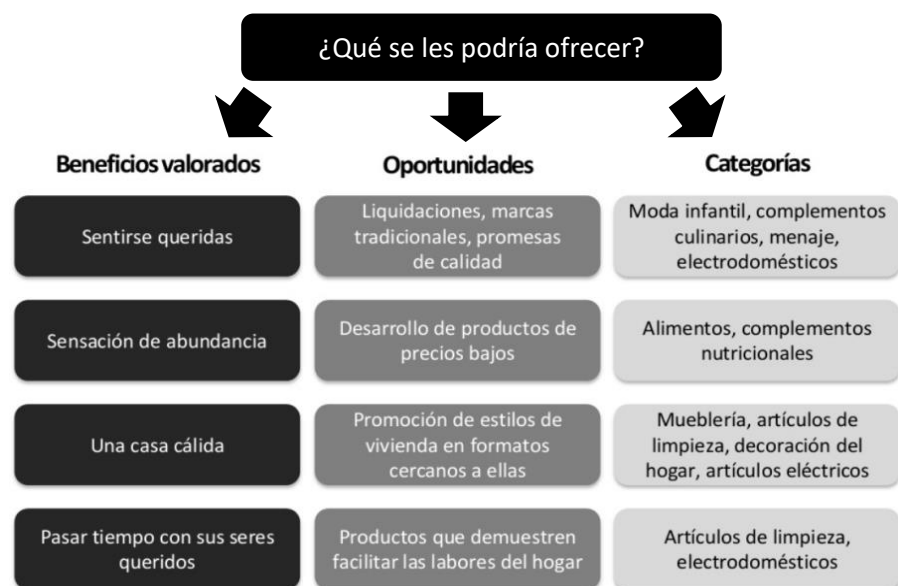 ¿Qué se les podría ofrecer?
Beneficios valorados
Oportunidades
Categorías
Sentirse queridas
Liquidaciones, marcas
tradicionales, promesas
de calidad
Moda infantil, complementos
culinarios, menaje,
electrodomésticos
Sensación de abundancia
Desarrollo de productos de
precios bajos
Alimentos, complementos
nutricionales
Una casa cálida
Promoción de estilos de
vivienda en formatos
cercanos a ellas
Mueblería, artículos de
limpieza, decoración del
hogar, artículos eléctricos
Pasar tiempo con sus seres
queridos
Productos que demuestren
facilitar las labores del hogar
Artículos de limpieza,
electrodomésticos